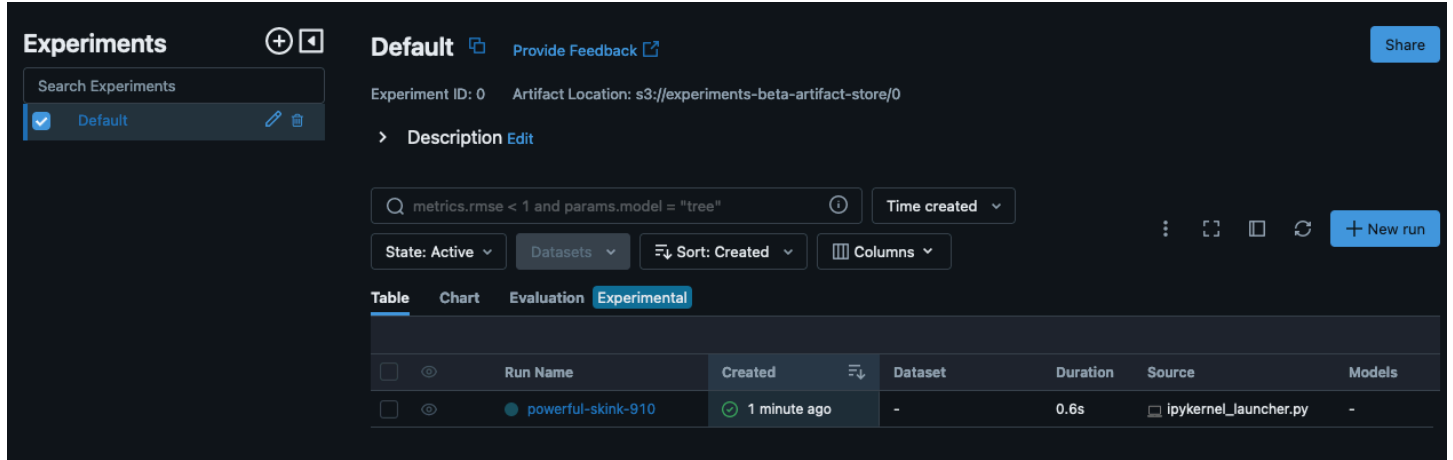 Experiments
Search Experiments
Default
Default Provide Feedback Share
Experiment ID: 0 Artifact Location: s3://experiments-beta-artifact-store/0
Description Edit
metrics.rmse < 1 and params.model = "tree" Time created
State: Active Datasets Sort: Created Columns New run
Table Chart Evaluation Experimental
Run Name Created Dataset Duration Source Models
powerful-skink-910 1 minute ago - 0.6s ipykernel_launcher.py -